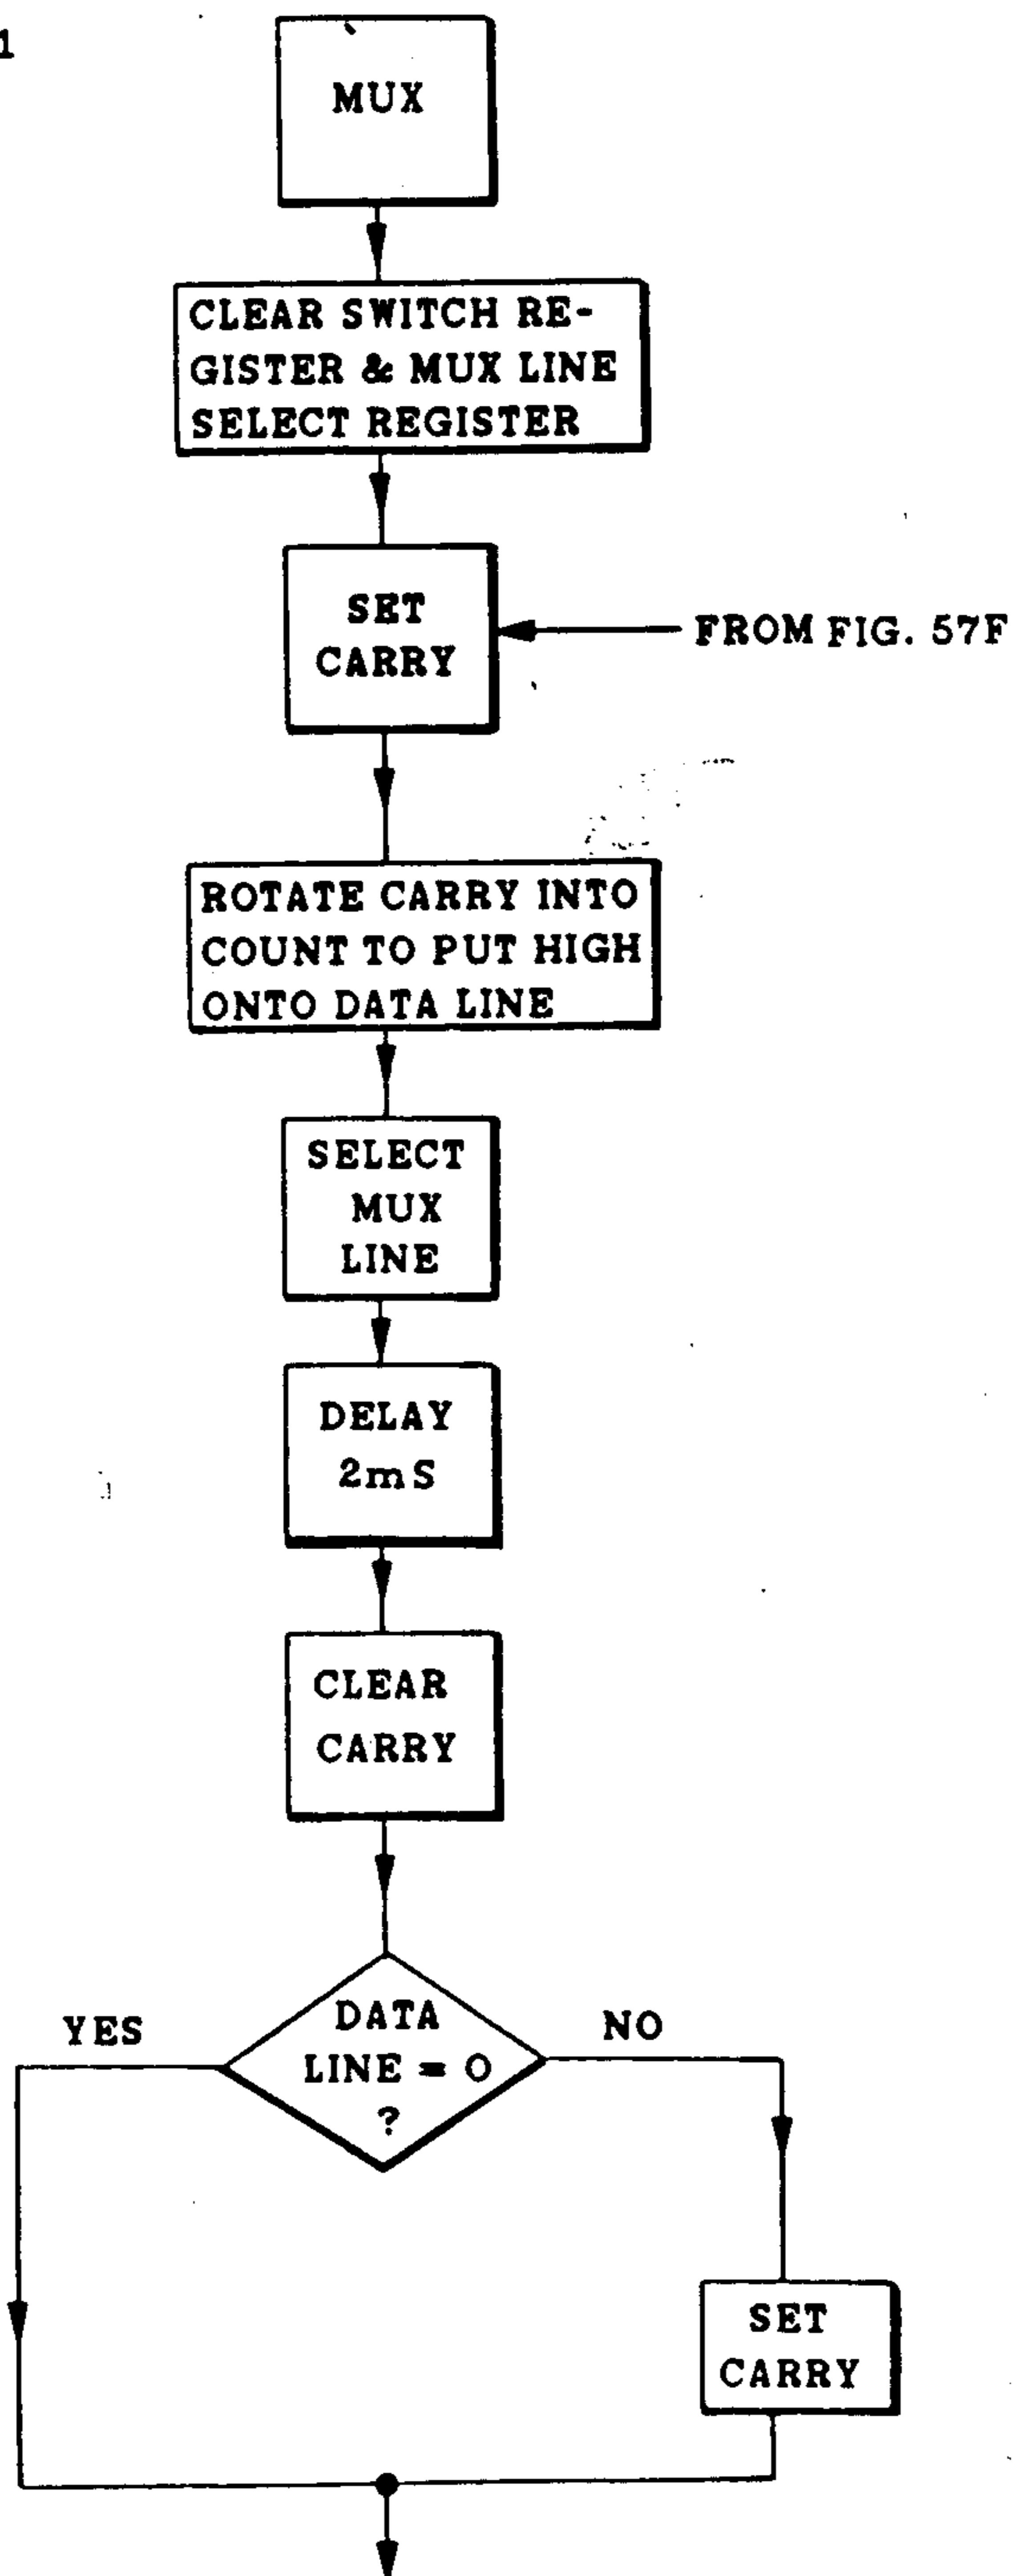 1
MUX
CLEAR SWITCH RE-
GISTER & MUX LINE
SELECT REGISTER
SET
CARRY
FROM FIG. 57F
ROTATE CARRY INTO
COUNT TO PUT HIGH
ONTO DATA LINE
SELECT
MUX
LINE
DELAY
2mS
CLEAR
CARRY
YES
DATA
LINE = O
?
NO
SET
CARRY